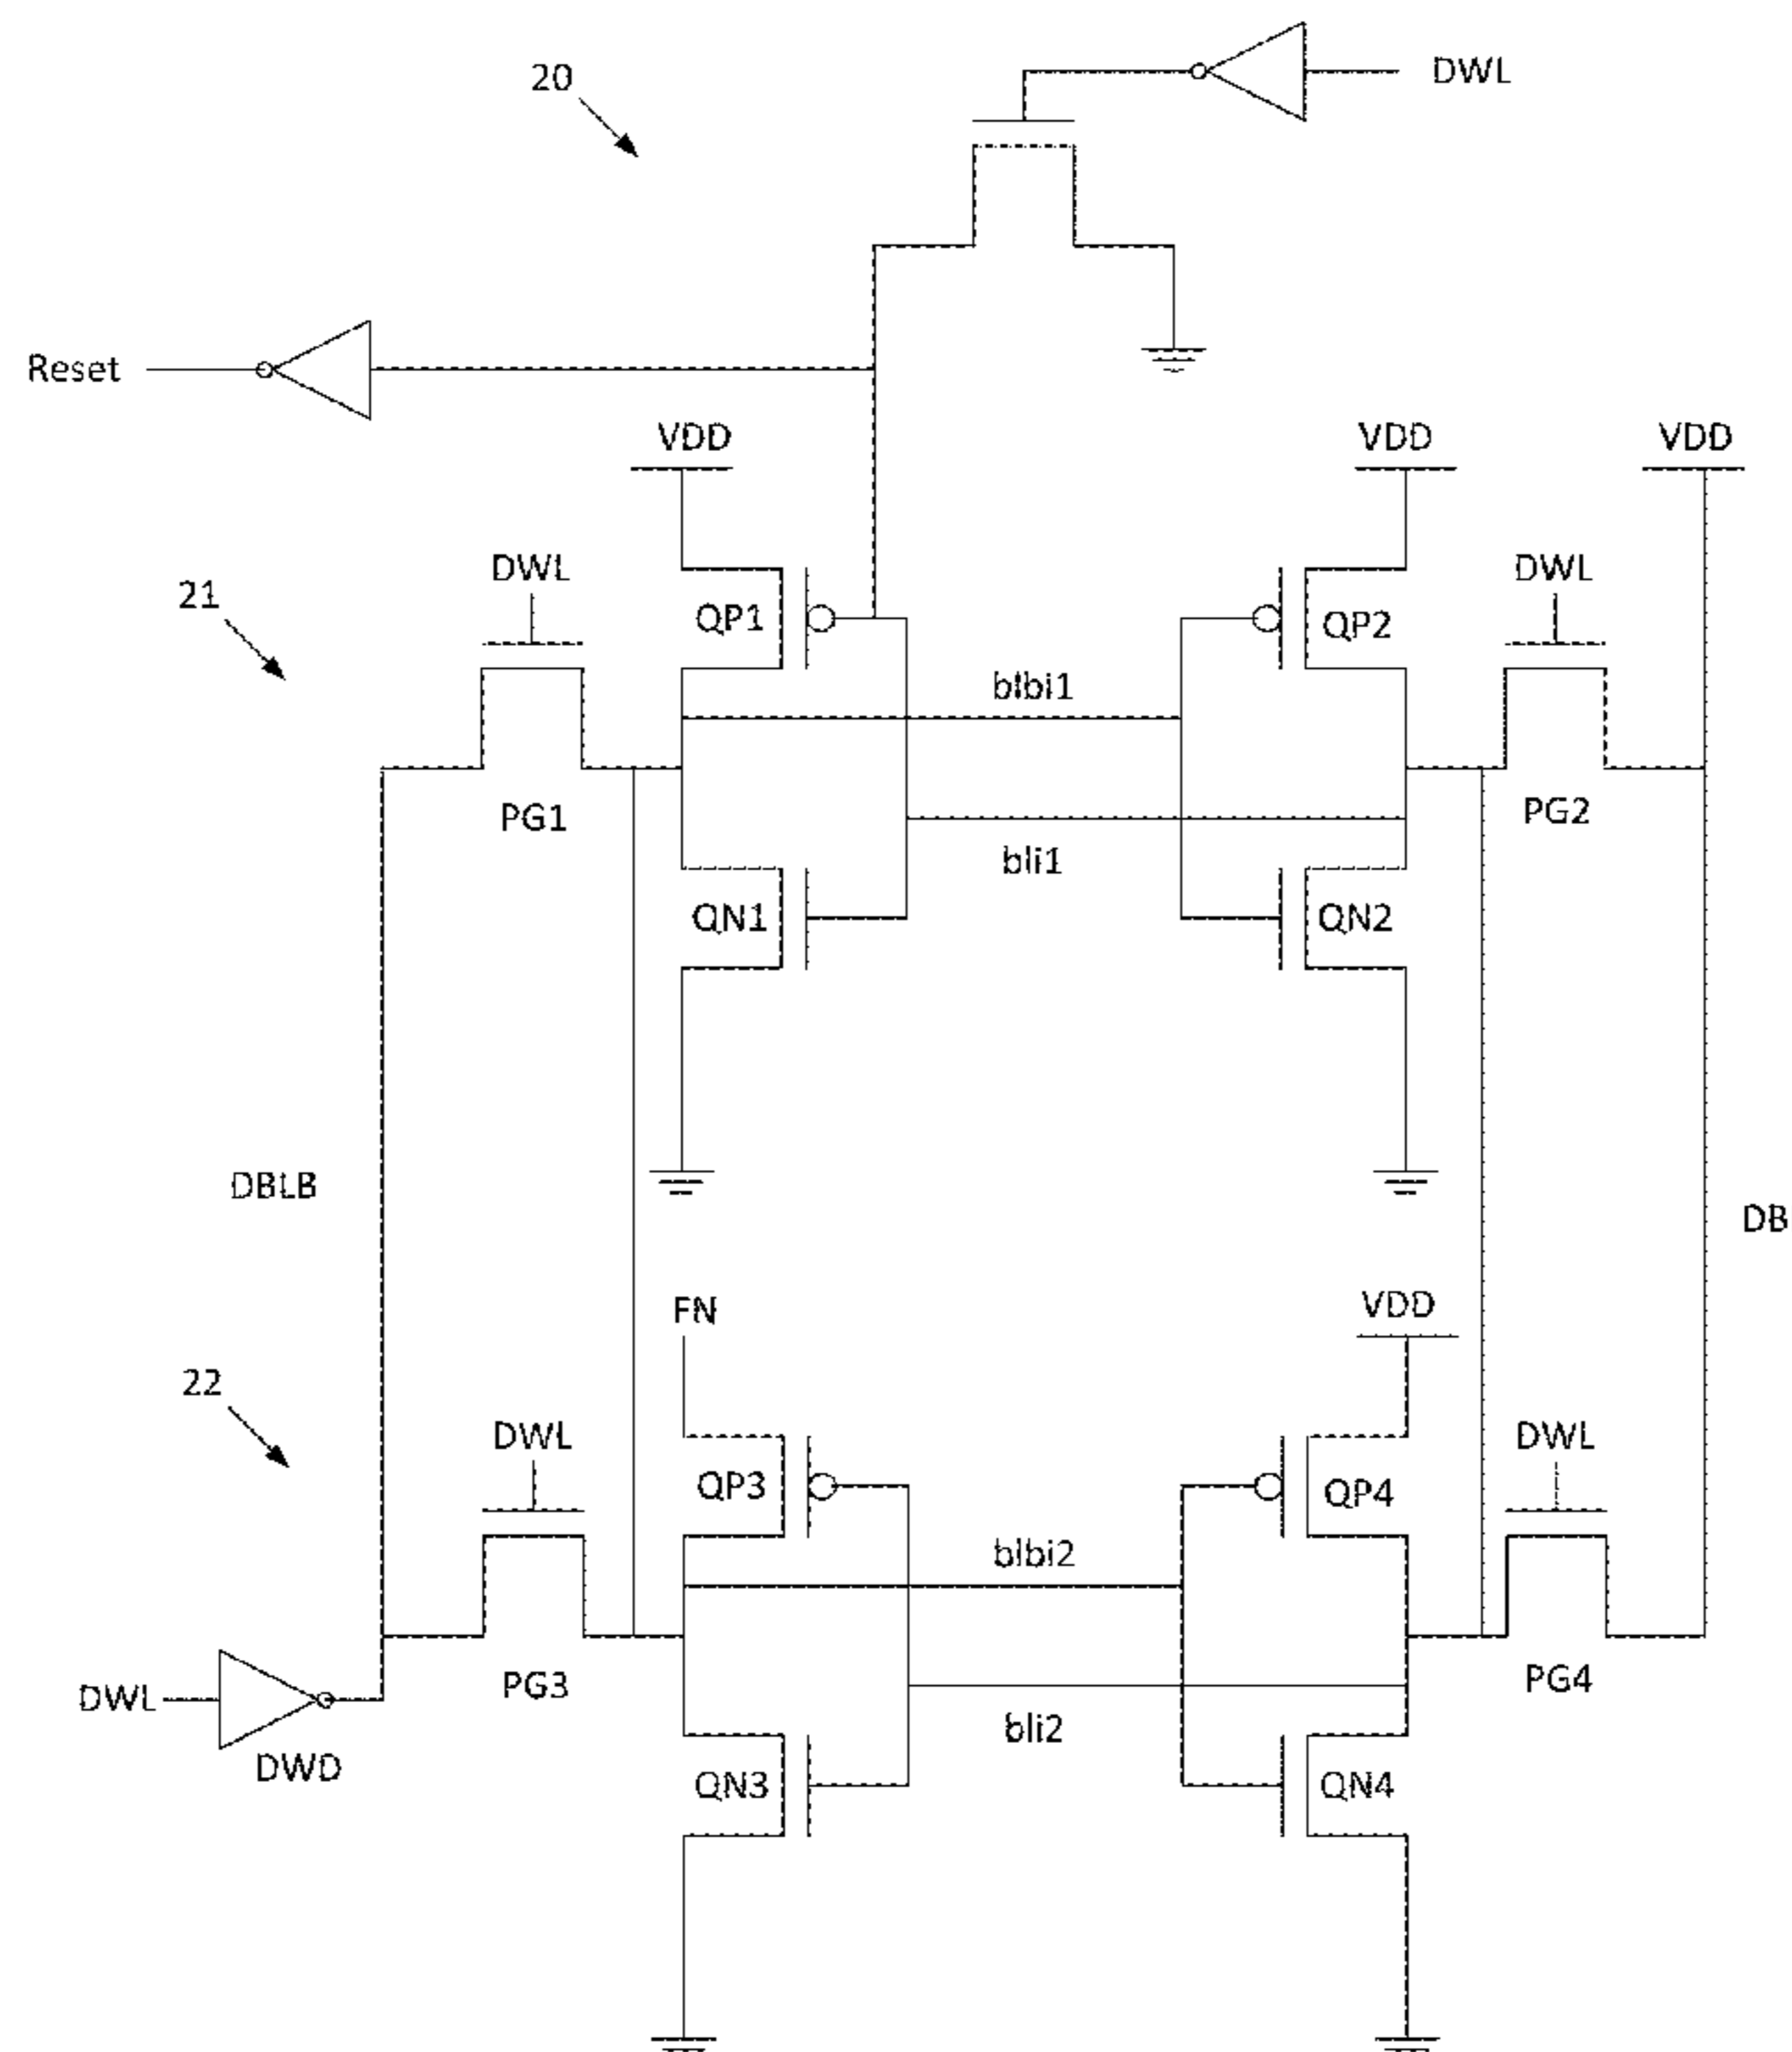 20
DWL
Reset
VDD
VDD
VDD
DWL
DWL
21
QP1
QP2
blbi1
PG1
PG2
bli1
QN1
QN2
DBLB
DB
FN
VDD
22
DWL
DWL
QP3
QP4
blbi2
PG3
PG4
DWL
bli2
DWD
QN3
QN4